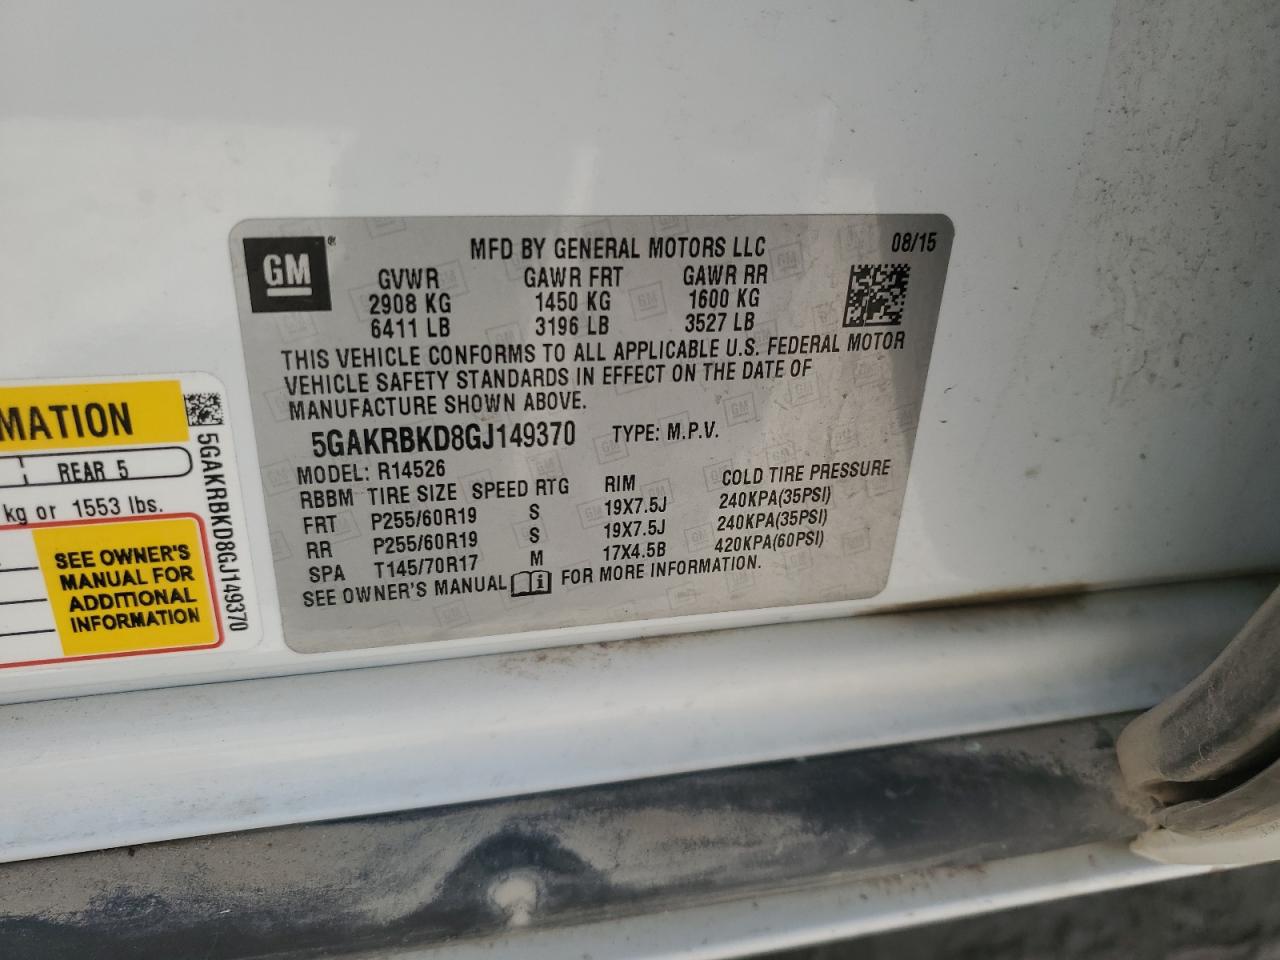 GM
MFD BY GENERAL MOTORS LLC 08/15
GVWR GAWR FRT GAWR RR
2908 KG 1450 KG 1600 KG
6411 LB 3196 LB 3527 LB
THIS VEHICLE CONFORMS TO ALL APPLICABLE U.S. FEDERAL MOTOR
VEHICLE SAFETY STANDARDS IN EFFECT ON THE DATE OF
MANUFACTURE SHOWN ABOVE.
5GAKRBKD8GJ149370 TYPE: M.P.V.
MODEL: R14526
RBBM TIRE SIZE SPEED RTG RIM COLD TIRE PRESSURE
FRT P255/60R19 S 19X7.5J 240KPA(35PSI)
RR P255/60R19 S 19X7.5J 240KPA(35PSI)
SPA T145/70R17 M 17X4.5B 420KPA(60PSI)
SEE OWNER'S MANUAL i FOR MORE INFORMATION.
MATION
REAR 5
kg or 1553 lbs.
SEE OWNER'S
MANUAL FOR
ADDITIONAL
INFORMATION
5GAKRBKD8GJ149370